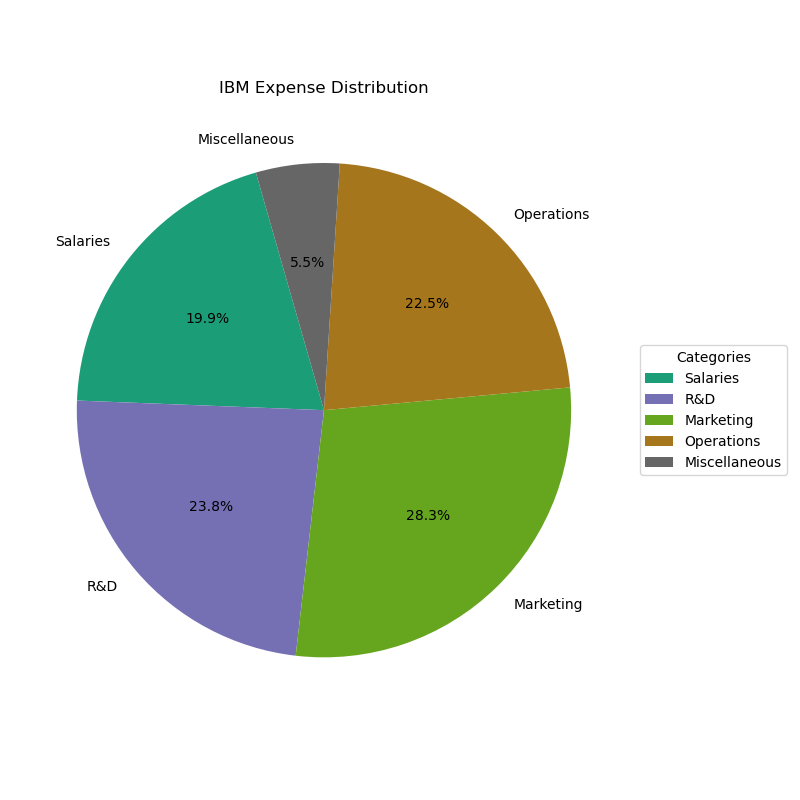 IBM Expense Distribution
Miscellaneous
Operations
Salaries
5.5%
22.5%
19.9%
Categories
Salaries
R&D
Marketing
Operations
Miscellaneous
23.8%
28.3%
R&D
Marketing